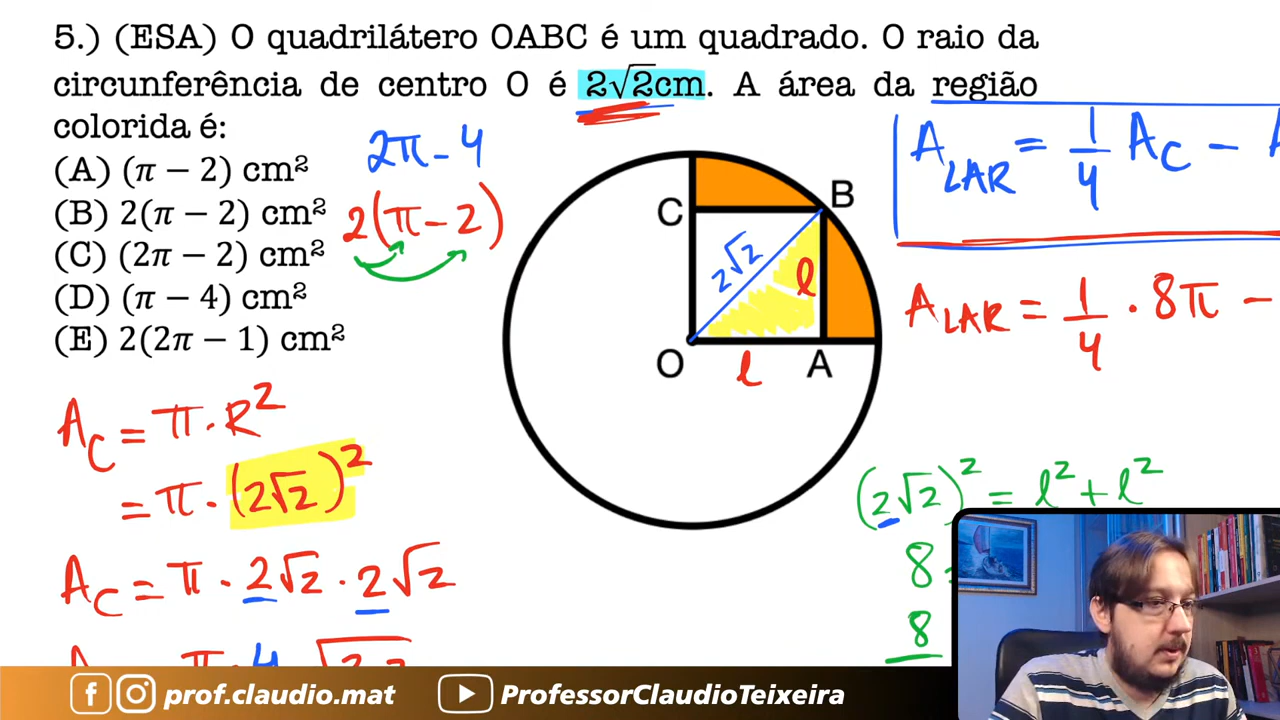 5.) (ESA) O quadrilátero OABC é um quadrado. O raio da
circunferência de centro O é 2√2cm. A área da região
colorida é:
(A) (π − 2) cm²
(B) 2(π − 2) cm²
(C) (2π − 2) cm²
(D) (π − 4) cm²
(E) 2(2π − 1) cm²
2π - 4
2(π - 2)
C
B
2√2
l
O
l
A
A_LAR = 1/4 A_C -
A_LAR = 1/4 · 8π -
A_C = π · R²
= π · (2√2)²
A_C = π · 2√2 · 2√2
π · 4
(2√2)² = l² + l²
8
8
prof.claudio.mat
ProfessorClaudioTeixeira